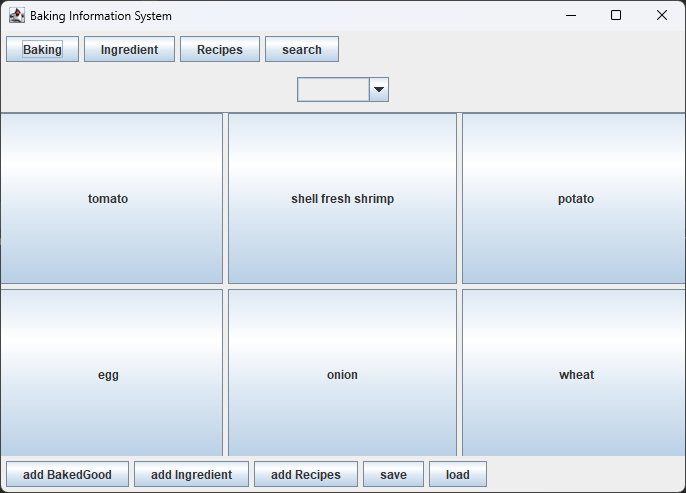 Baking Information System
Baking Ingredient Recipes search
tomato shell fresh shrimp potato
egg onion wheat
add BakedGood add Ingredient add Recipes save load